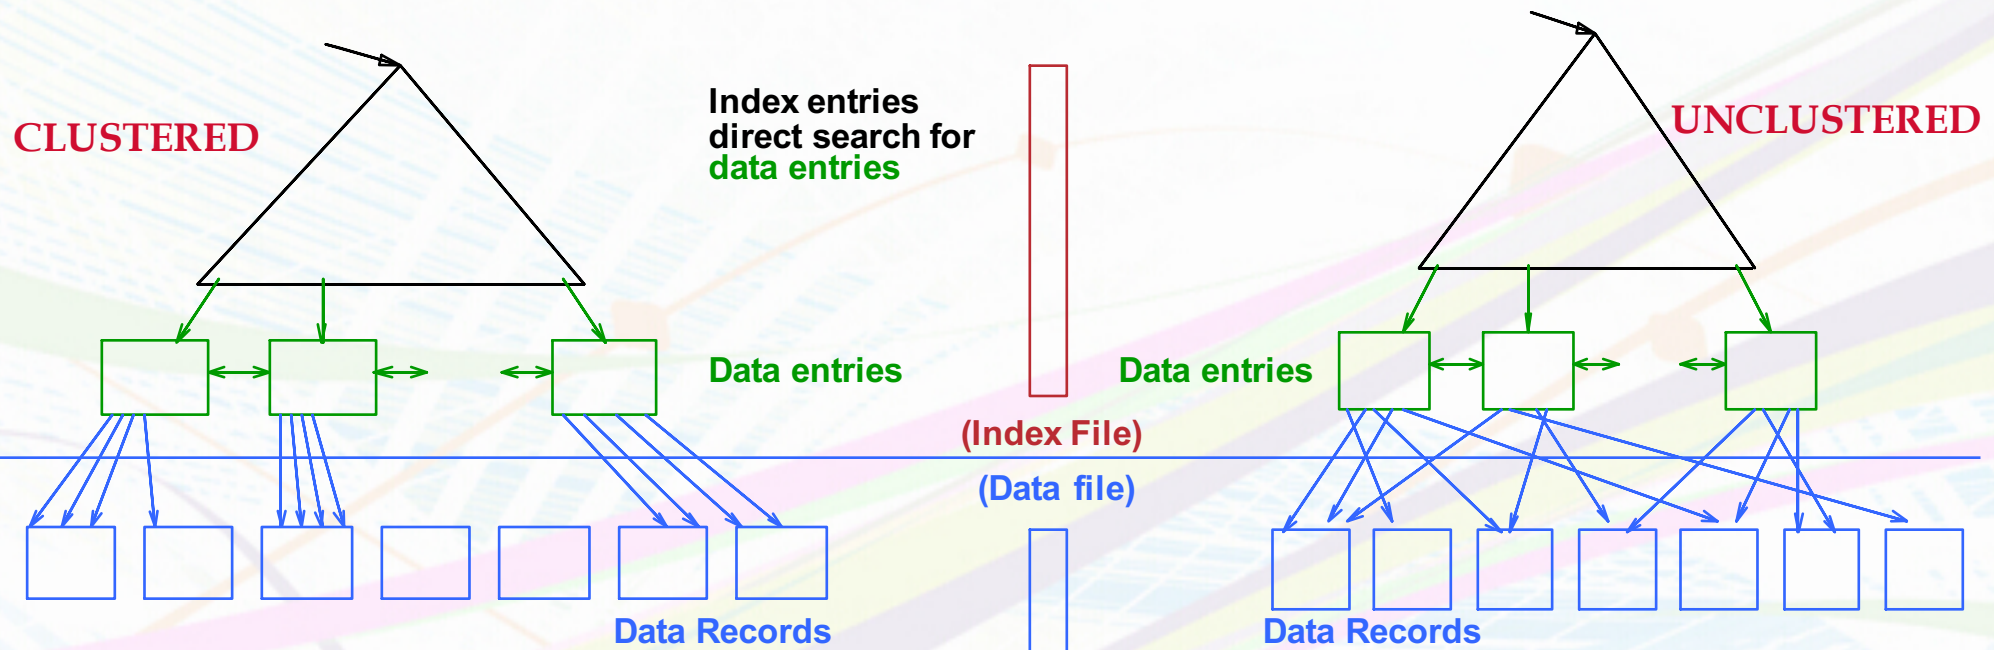 CLUSTERED
Index entries
direct search for
data entries
UNCLUSTERED
Data entries
Data entries
(Index File)
(Data file)
Data Records
Data Records